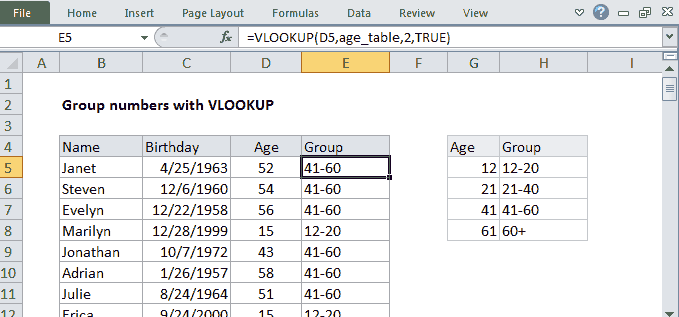 File Home Insert Page Layout Formulas Data Review View
E5 fx =VLOOKUP(D5,age_table,2,TRUE)
A B C D E F G H I
1
2 Group numbers with VLOOKUP
3
4 Name Birthday Age Group Age Group
5 Janet 4/25/1963 52 41-60 12 12-20
6 Steven 12/6/1960 54 41-60 21 21-40
7 Evelyn 12/22/1958 56 41-60 41 41-60
8 Marilyn 12/28/1999 15 12-20 61 60+
9 Jonathan 10/7/1972 43 41-60
10 Adrian 1/26/1957 58 41-60
11 Julie 8/24/1964 51 41-60
12 Erica 9/24/2000 15 12-20